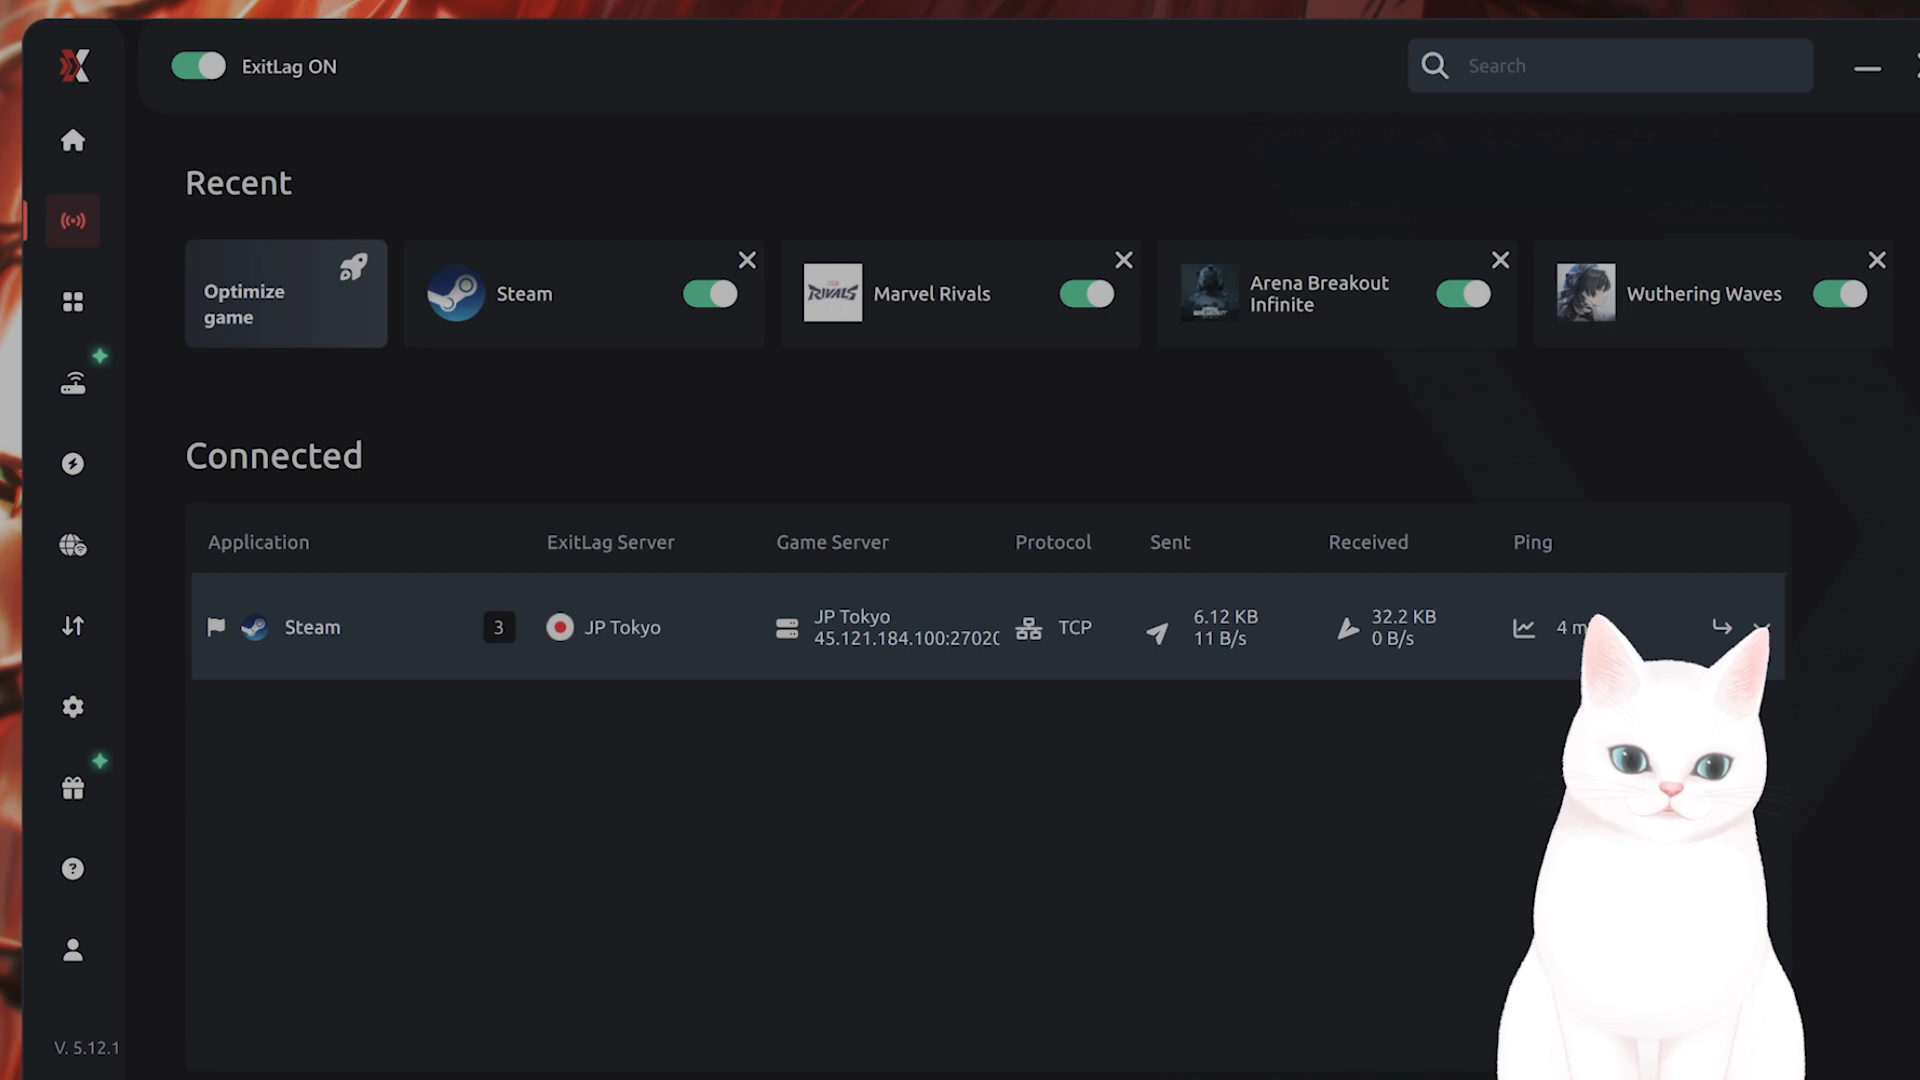 ExitLag ON
Search
Recent
Optimize
game
Steam
RIVALS
Marvel Rivals
Arena Breakout
Infinite
Wuthering Waves
Connected
Application
ExitLag Server
Game Server
Protocol
Sent
Received
Ping
Steam
3
JP Tokyo
JP Tokyo
45.121.184.100:2702
TCP
6.12 KB
11 B/s
32.2 KB
0 B/s
4
V. 5.12.1